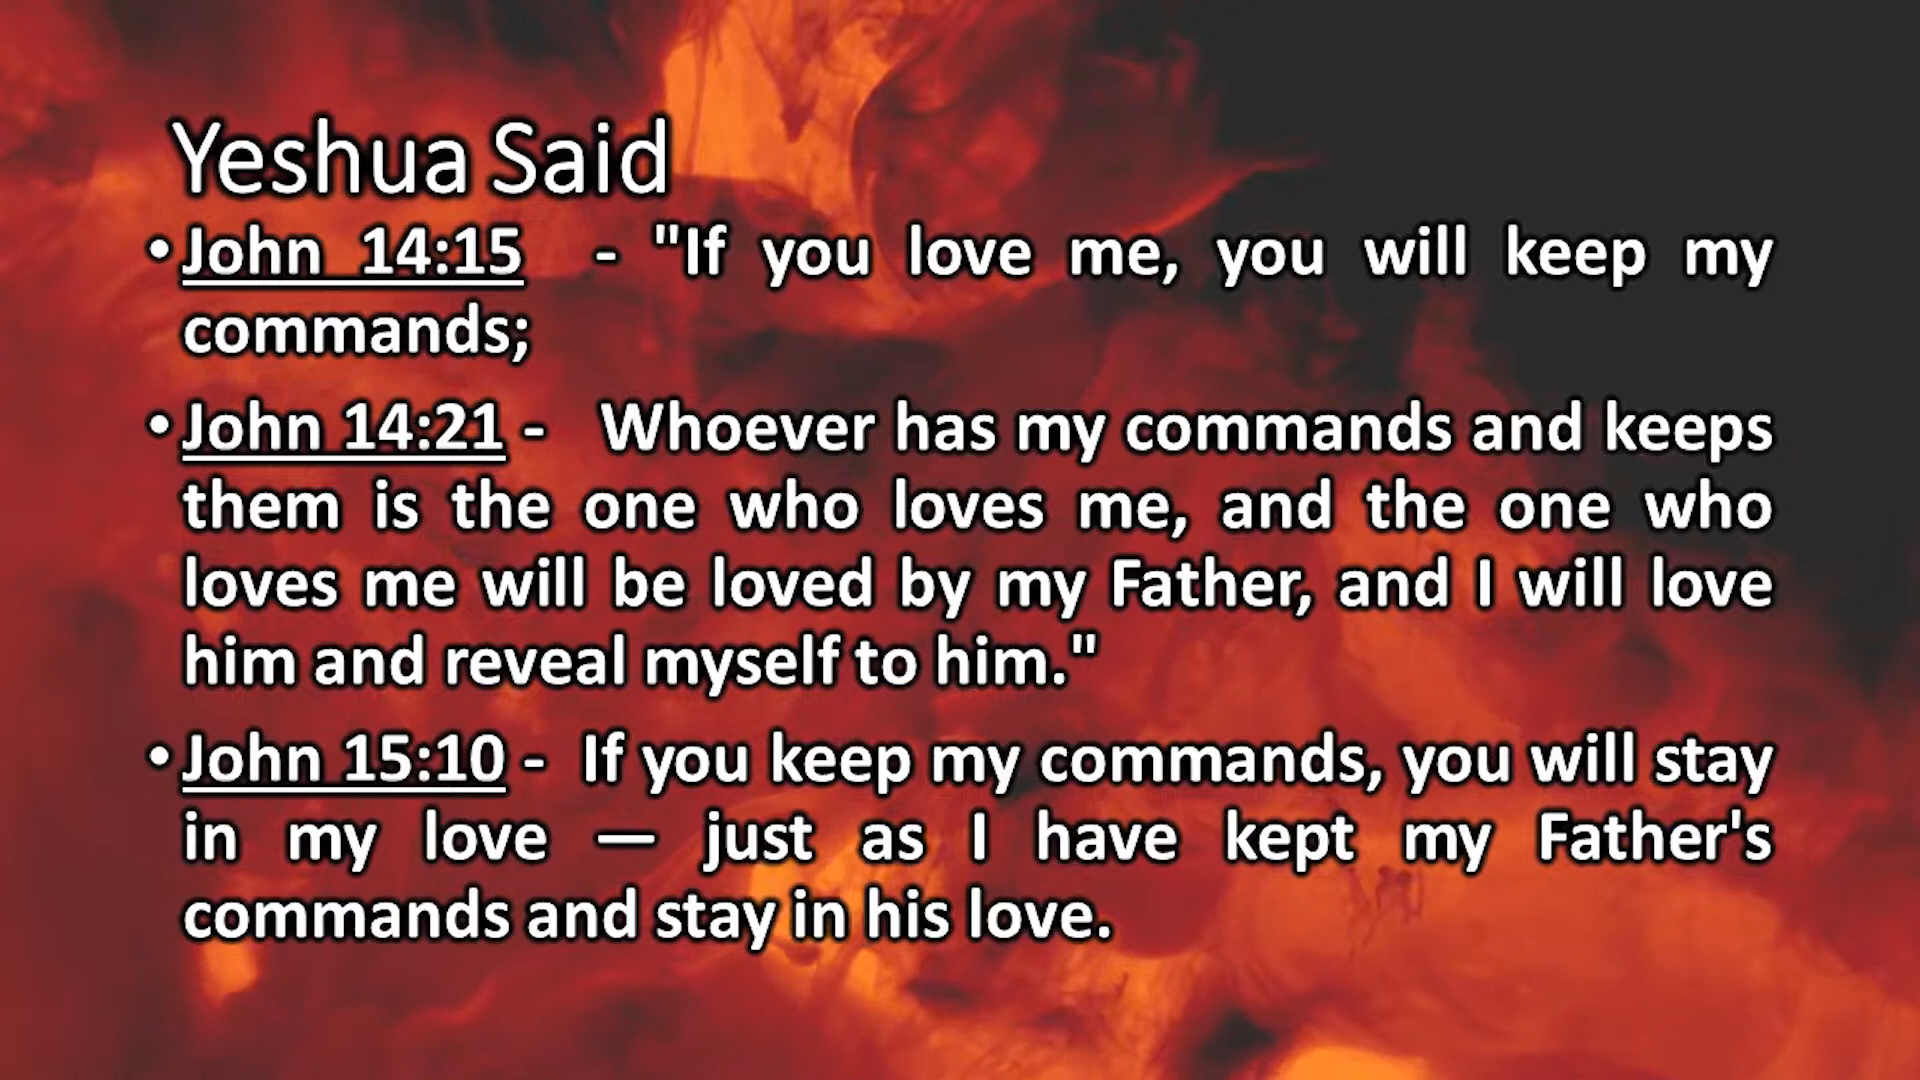 Yeshua Said
• John 14:15 - "If you love me, you will keep my
commands;
• John 14:21 - Whoever has my commands and keeps
them is the one who loves me, and the one who
loves me will be loved by my Father, and I will love
him and reveal myself to him."
• John 15:10 - If you keep my commands, you will stay
in my love — just as I have kept my Father's
commands and stay in his love.